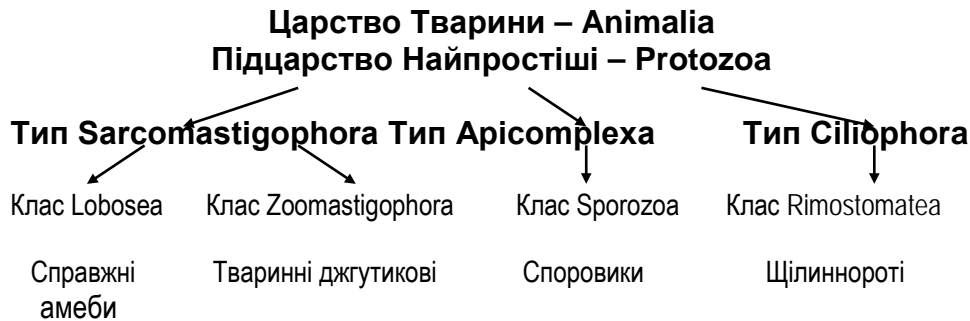 Царство Тварини – Animalia
Підцарство Найпростіші – Protozoa
Тип Sarcomastigophora Тип Apicomplexa Тип Ciliophora
Клас Lobosea Клас Zoomastigophora Клас Sporozoa Клас Rimostomatea
Справжні Тваринні джгутикові Споровики Щілиннороті
амеби